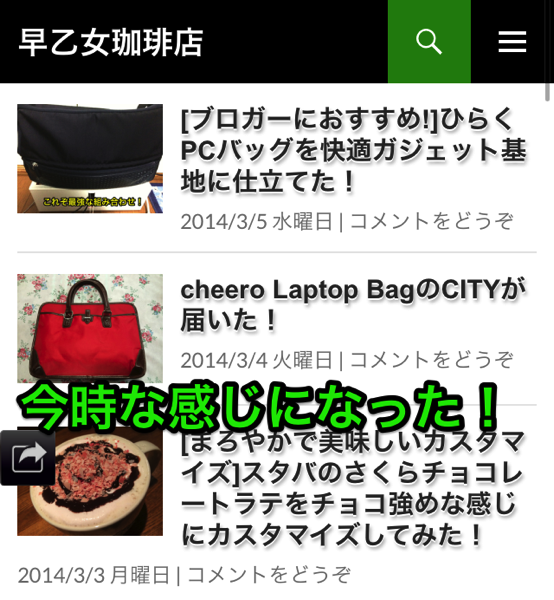 早乙女珈琲店
[ブロガーにおすすめ!]ひらく
PCバッグを快適ガジェット基
地に仕立てた！
これぞ最強な組み合わせ！
2014/3/5 水曜日 | コメントをどうぞ
cheero Laptop BagのCITYが
届いた！
2014/3/4 火曜日 | コメントをどうぞ
今時な感じになった！
[まろやかで美味しいカスタマ
イズ]スタバのさくらチョコレ
ートラテをチョコ強めな感じ
にカスタマイズしてみた！
2014/3/3 月曜日 | コメントをどうぞ